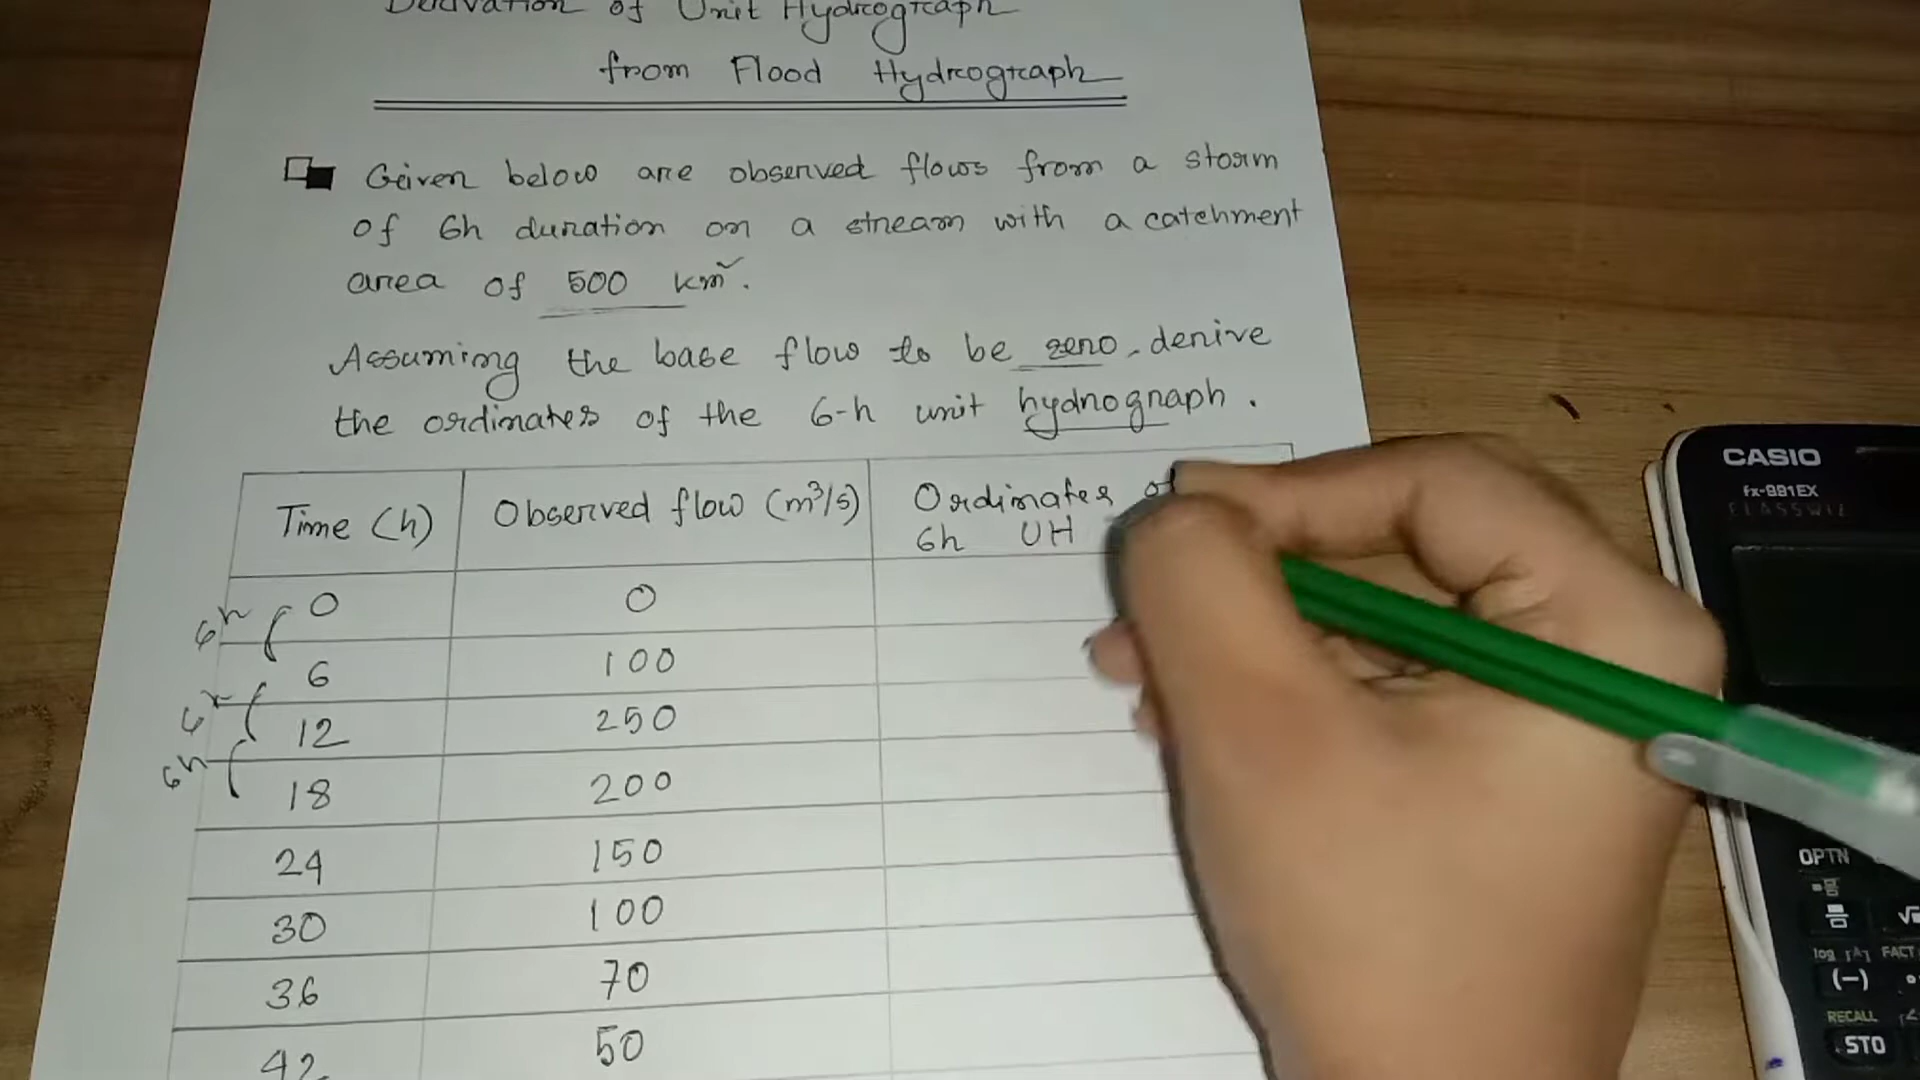 Derivation of Unit Hydrograph
from Flood Hydrograph
Given below are observed flows from a storm
of 6h duration on a stream with a catchment
area of 500 km².
Assuming the base flow to be zero, derive
the ordinates of the 6-h unit hydrograph.
Time (h) Observed flow (m³/s) Ordinates of
6h UH
0 0
6h
6 100
6h
12 250
6h
18 200
24 150
30 100
36 70
42 50
CASIO
fx-991EX
CLASSWIZ
OPTN
log FACT
(-)
RECALL
STO